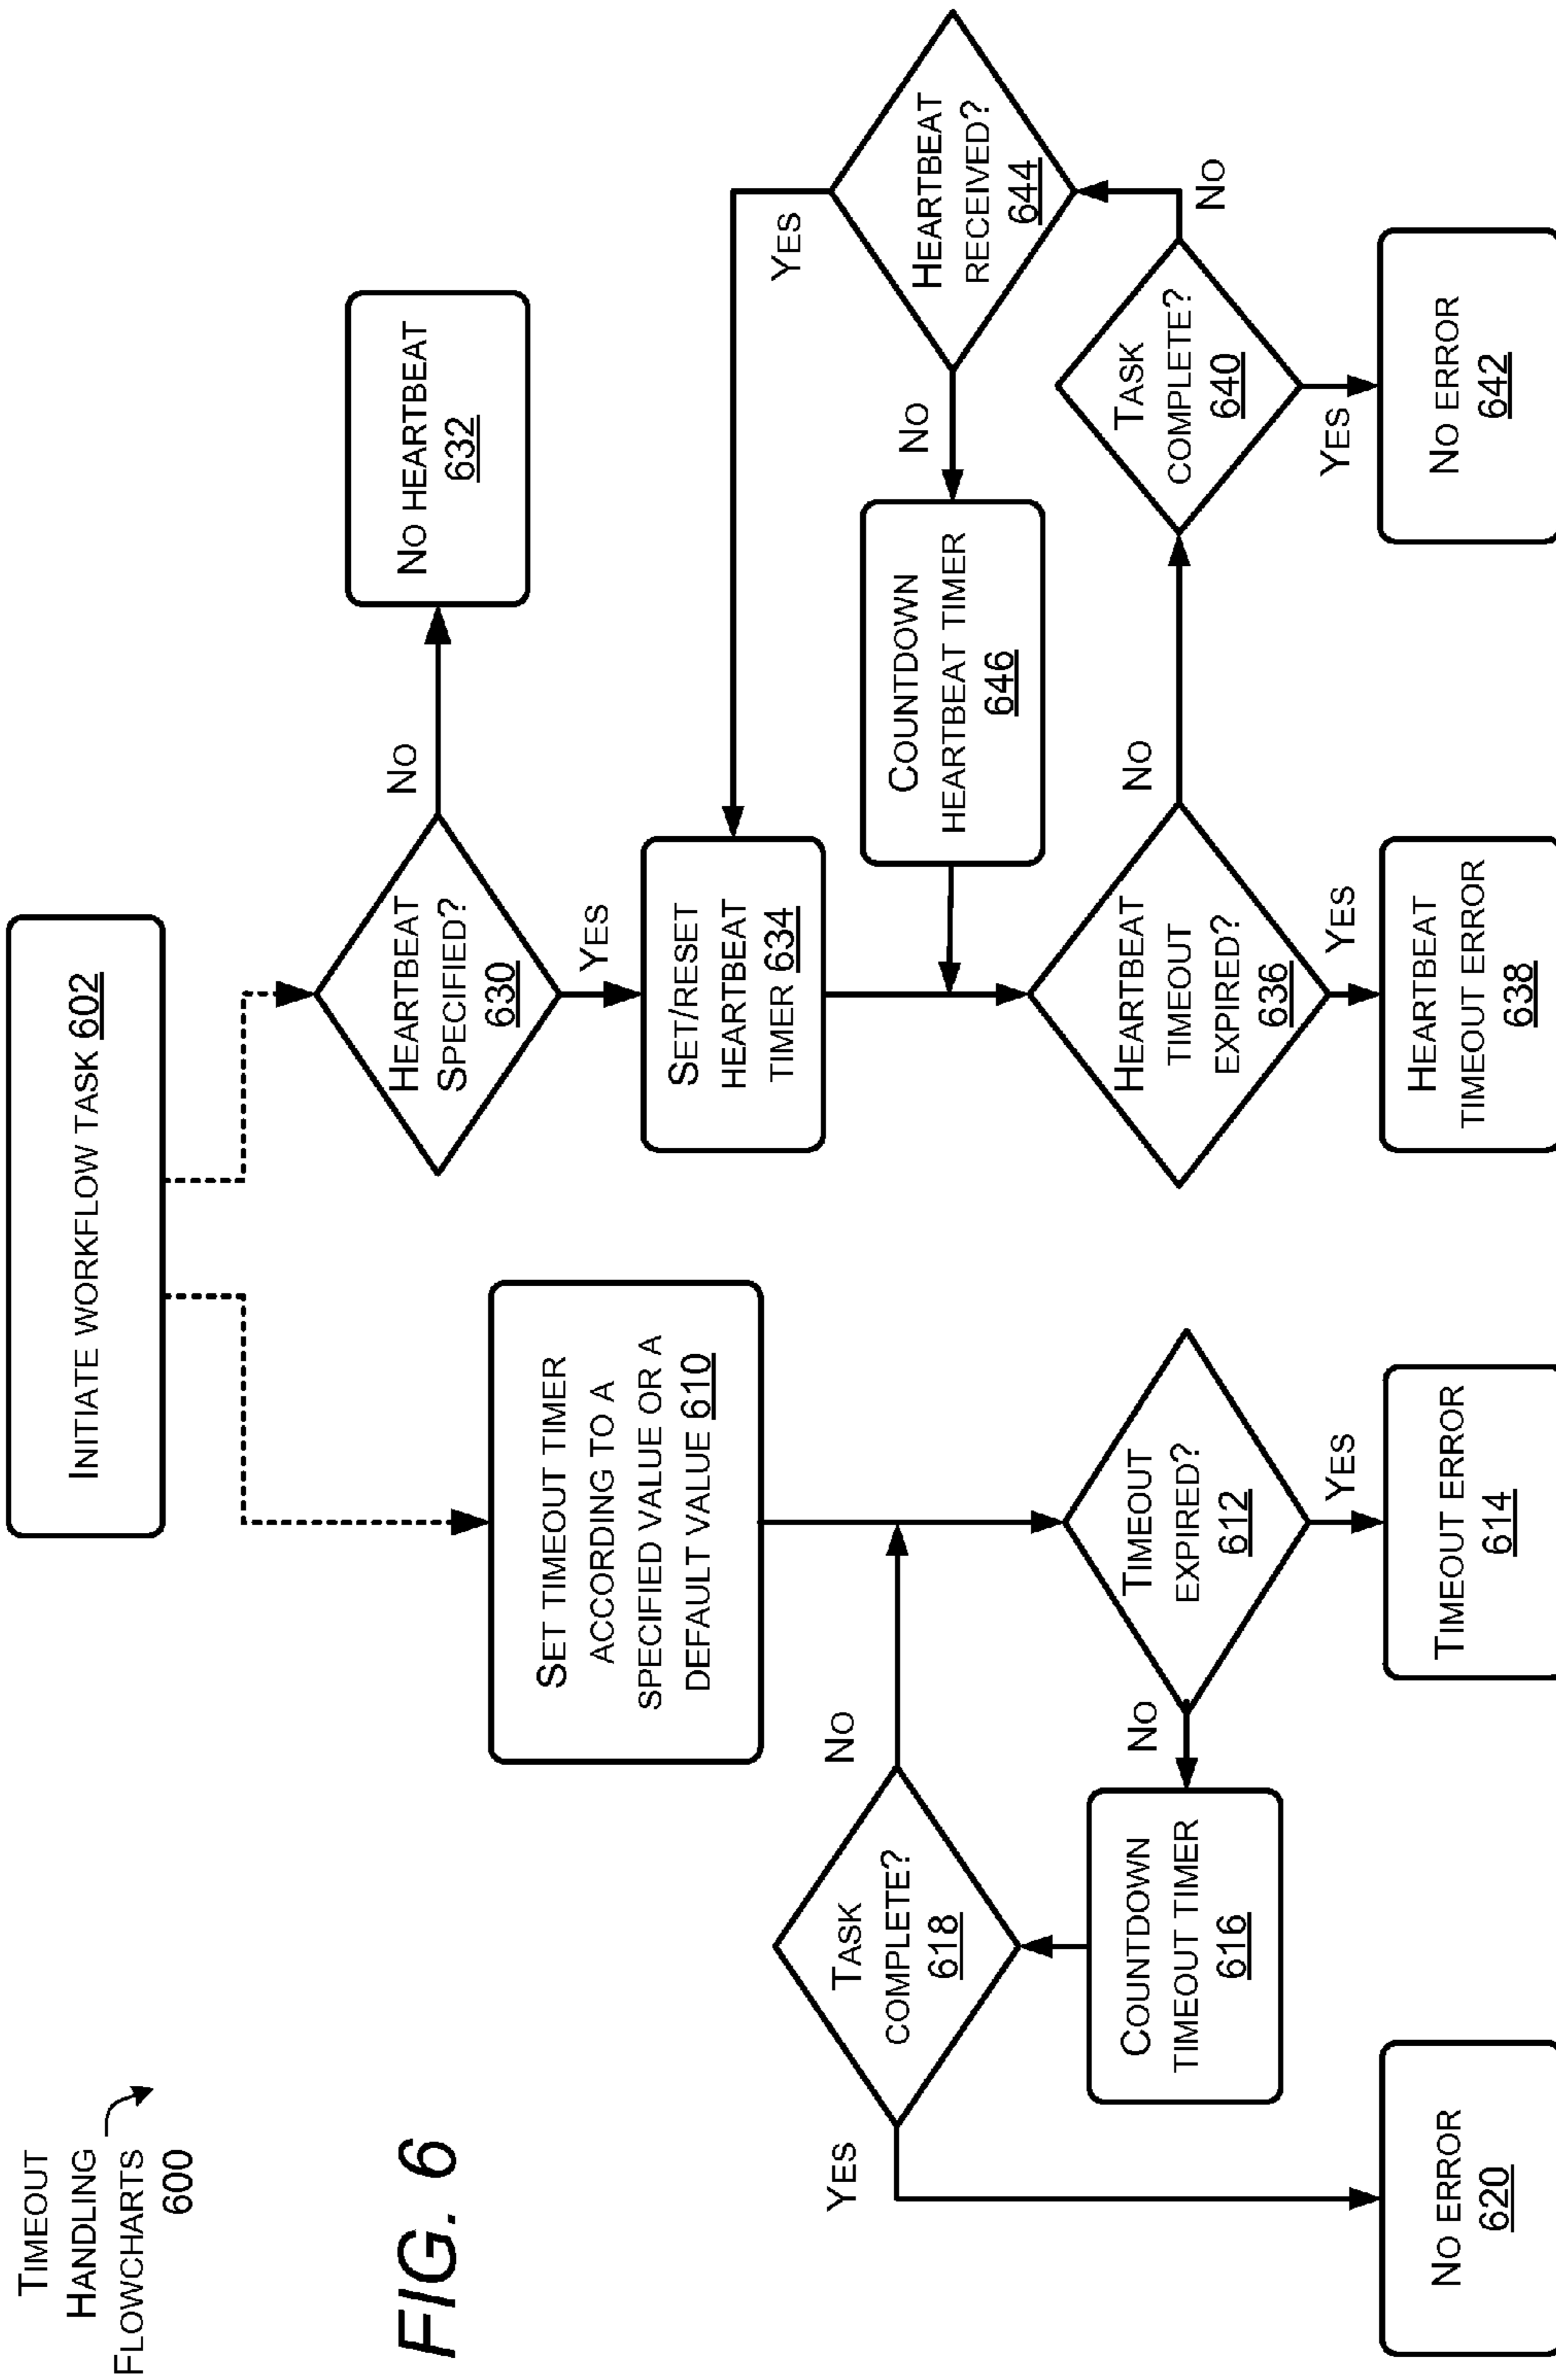 TIMEOUT
HANDLING
FLOWCHARTS
600
FIG. 6
INITIATE WORKFLOW TASK 602
SET TIMEOUT TIMER
ACCORDING TO A
SPECIFIED VALUE OR A
DEFAULT VALUE 610
TIMEOUT
EXPIRED?
612
YES
TIMEOUT ERROR
614
NO
COUNTDOWN
TIMEOUT TIMER
616
TASK
COMPLETE?
618
NO
YES
NO ERROR
620
HEARTBEAT
SPECIFIED?
630
NO
NO HEARTBEAT
632
YES
SET/RESET
HEARTBEAT
TIMER 634
HEARTBEAT
TIMEOUT
EXPIRED?
636
YES
HEARTBEAT
TIMEOUT ERROR
638
NO
TASK
COMPLETE?
640
YES
NO ERROR
642
NO
HEARTBEAT
RECEIVED?
644
YES
NO
COUNTDOWN
HEARTBEAT TIMER
646